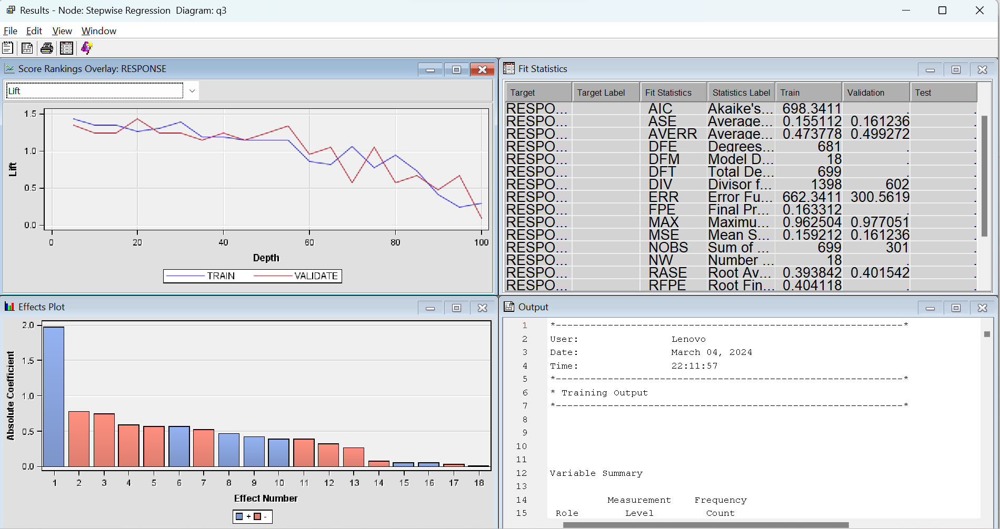 Results - Node: Stepwise Regression  Diagram: q3
File  Edit  View  Window
Score Rankings Overlay: RESPONSE
Lift
1.5
1.0
0.5
0.0
Lift
0 20 40 60 80 100
Depth
TRAIN VALIDATE
Fit Statistics
Target Target Label Fit Statistics Statistics Label Train Validation Test
RESPO... AIC Akaike's... 698.3411 . .
RESPO... ASE Average... 0.155112 0.161236 .
RESPO... AVERR Average... 0.473778 0.499272 .
RESPO... DFE Degrees... 681 . .
RESPO... DFM Model D... 18 . .
RESPO... DFT Total De... 699 . .
RESPO... DIV Divisor f... 1398 602 .
RESPO... ERR Error Fu... 662.3411 300.5619 .
RESPO... FPE Final Pr... 0.163312 . .
RESPO... MAX Maximu... 0.962504 0.977051 .
RESPO... MSE Mean S... 0.159212 0.161236 .
RESPO... NOBS Sum of ... 699 301 .
RESPO... NW Number ... 18 . .
RESPO... RASE Root Av... 0.393842 0.401542 .
RESPO... RFPE Root Fin... 0.404118 . .
Effects Plot
2.0
1.5
1.0
0.5
0.0
Absolute Coefficient
1 2 3 4 5 6 7 8 9 10 11 12 13 14 15 16 17 18
Effect Number
+ -
Output
1 *------------------------------------------------------------*
2 User: Lenovo
3 Date: March 04, 2024
4 Time: 22:11:57
5 *------------------------------------------------------------*
6 * Training Output
7 *------------------------------------------------------------*
8
9
10
11
12 Variable Summary
13
14 Measurement Frequency
15 Role Level Count